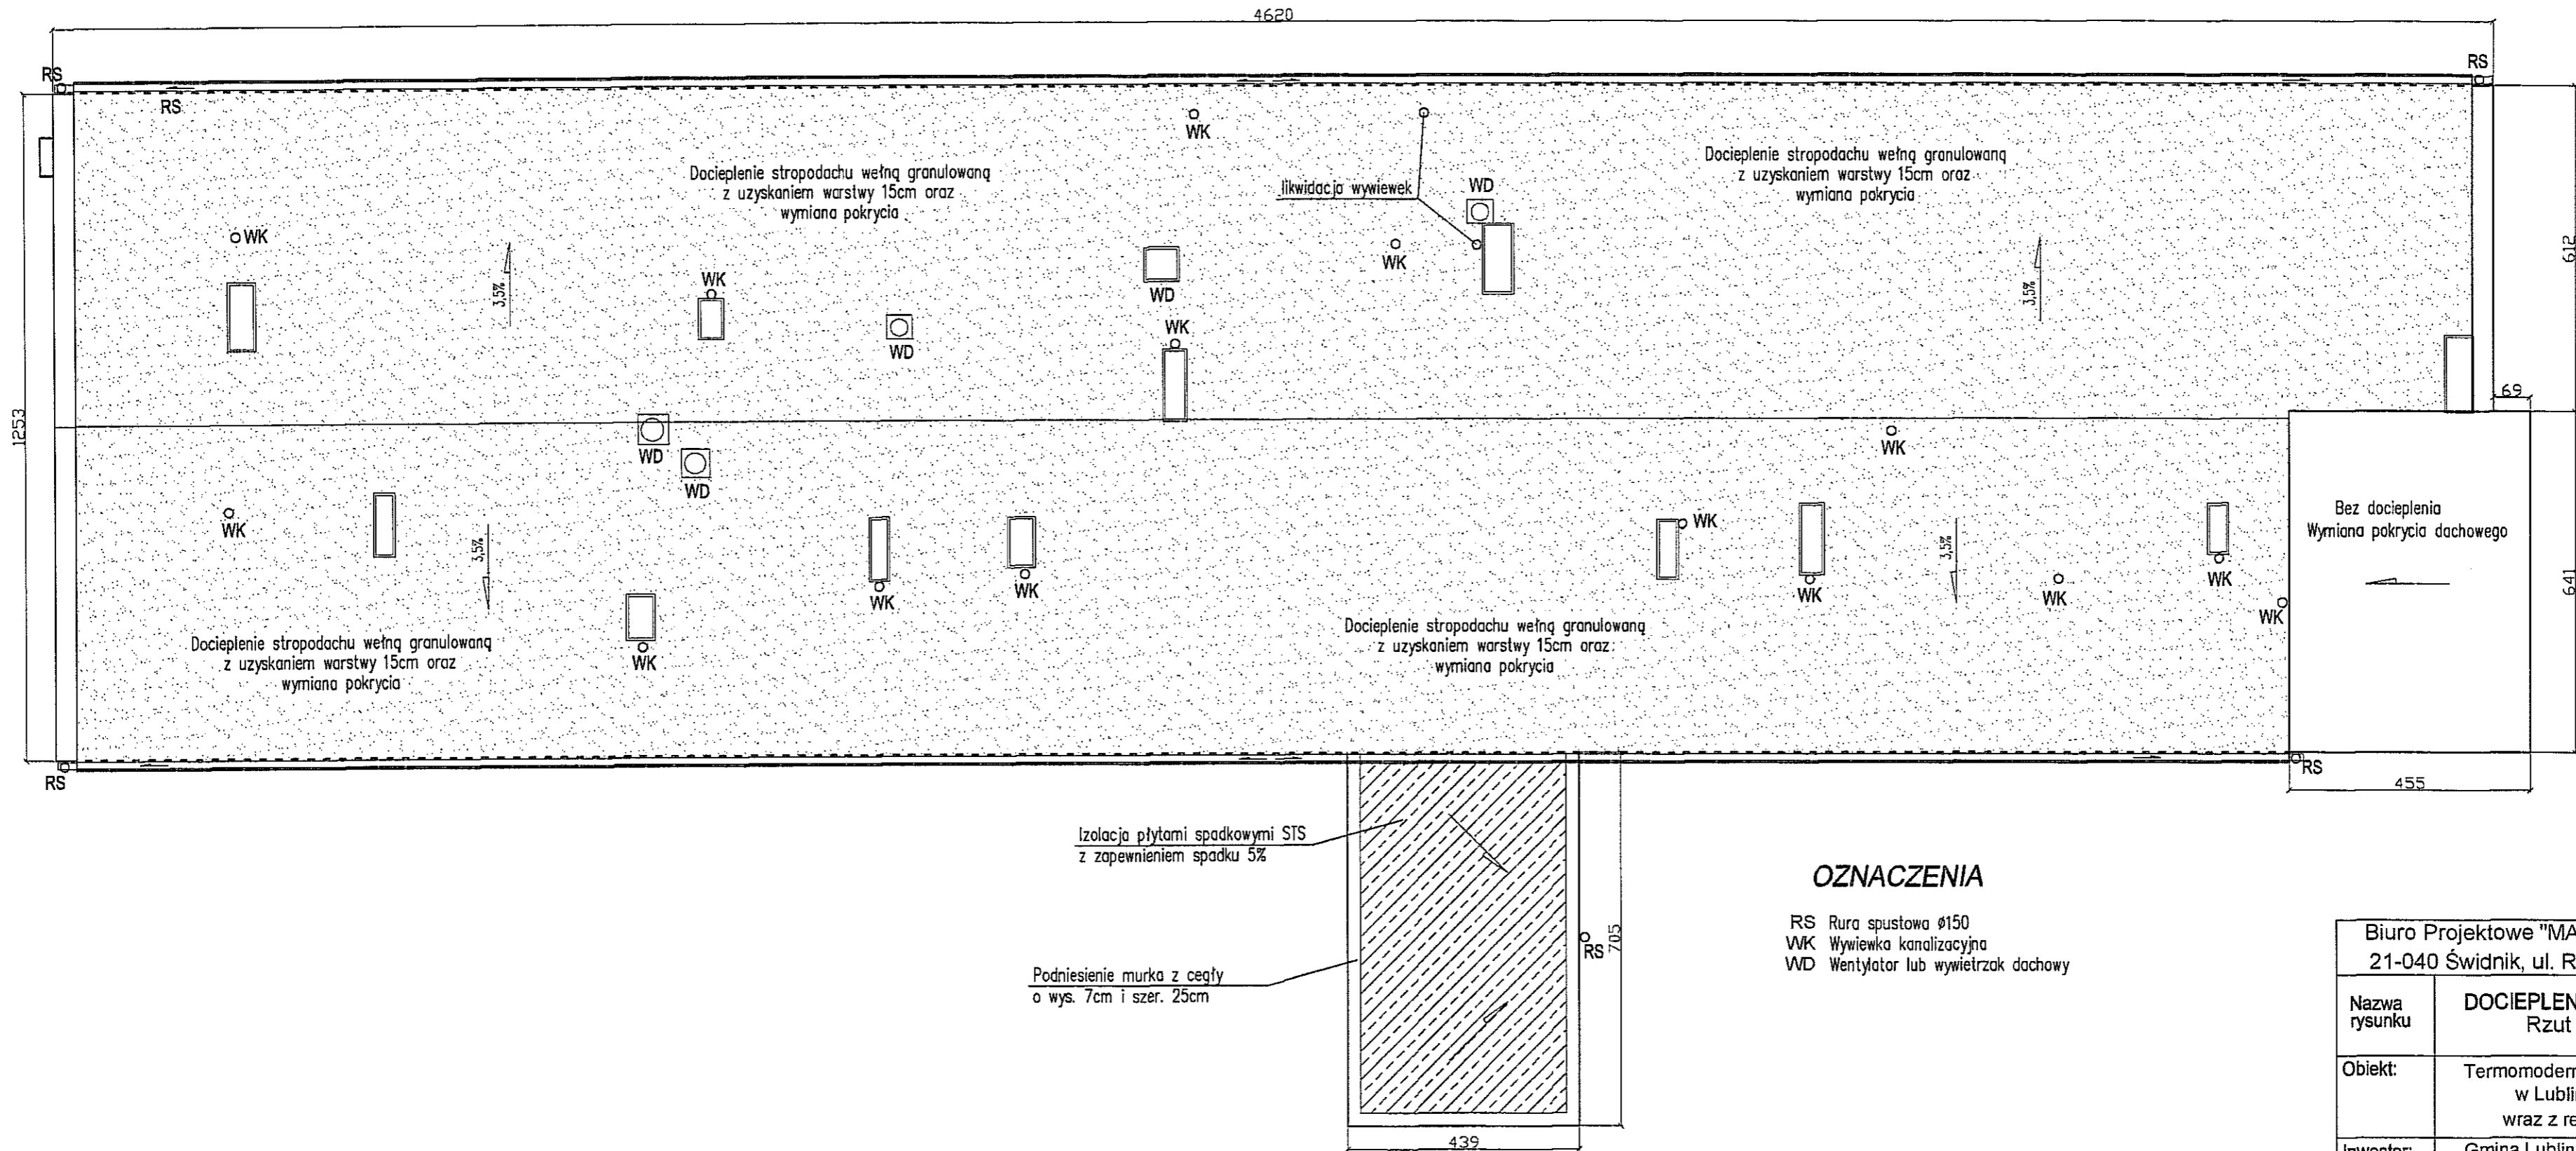 4620
RS
RS
RS
WK
Docieplenie stropodachu wełną granulowaną
z uzyskaniem warstwy 15cm oraz
wymiana pokrycia
likwidacja wywiewek
WD
Docieplenie stropodachu wełną granulowaną
z uzyskaniem warstwy 15cm oraz
wymiana pokrycia
WK
WK
WK
WD
612
3,5%
3,5%
WK
WD
WK
69
1253
WD
WK
WD
WK
3,5%
WK
WK
WK
3,5%
WK
WK
WK
WK
Bez docieplenia
Wymiana pokrycia dachowego
641
WK
WK
Docieplenie stropodachu wełną granulowaną
z uzyskaniem warstwy 15cm oraz
wymiana pokrycia
Docieplenie stropodachu wełną granulowaną
z uzyskaniem warstwy 15cm oraz
wymiana pokrycia
RS
RS
455
Izolacja płytami spadkowymi STS
z zapewnieniem spadku 5%
Podniesienie murka z cegły
o wys. 7cm i szer. 25cm
RS
705
439
OZNACZENIA
RS Rura spustowa ø150
WK Wywiewka kanalizacyjna
WD Wentylator lub wywietrzak dachowy
Biuro Projektowe "MA
21-040 Świdnik, ul. R
Nazwa
rysunku
DOCIEPLEN
Rzut
Obiekt:
Termomodern
w Lubli
wraz z re
Inwestor:
Gmina Lublin